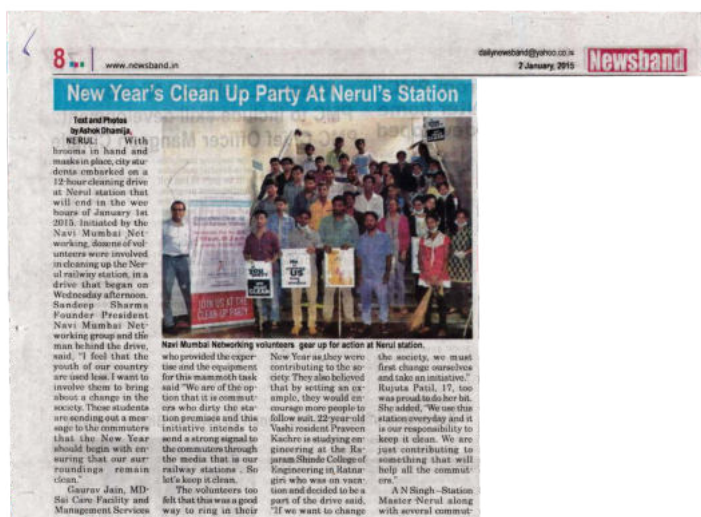 8
www.newsband.in
dailynewsband@yahoo.co.in
2 January, 2015
Newsband
New Year's Clean Up Party At Nerul's Station
Text and Photos
by Ashok Dhamija,
NERUL: With
brooms in hand and
masks in place, city stu-
dents embarked on a
12-hour cleaning drive
at Nerul station that
will end in the wee
hours of January 1st
2015. Initiated by the
Navi Mumbai Net-
working, dozens of vol-
unteers were involved
in cleaning up the Ner-
ul railway station, in a
drive that began on
Wednesday afternoon.
Sandeep Sharma
Founder President
Navi Mumbai Net-
working group and the
man behind the drive,
said, "I feel that the
youth of our country
are used less. I want to
involve them to bring
about a change in the
society. These students
are sending out a mes-
sage to the commuters
that the New Year
should begin with en-
suring that our sur-
roundings remain
clean."
Gaurav Jain, MD-
Sai Care Facility and
Management Services
JOIN US AT THE
CLEAN UP PARTY
US
Navi Mumbai Networking volunteers gear up for action at Nerul station.
who provided the exper-
tise and the equipment
for this mammoth task
said "We are of the op-
tion that it is commut-
ers who dirty the sta-
tion premises and this
initiative intends to
send a strong signal to
the commuters through
the media that is our
railway stations . So
let's keep it clean.
The volunteers too
felt that this was a good
way to ring in their
New Year as they were
contributing to the so-
ciety. They also believed
that by setting an ex-
ample, they would en-
courage more people to
follow suit. 22-year-old
Vashi resident Praveen
Kachre is studying en-
gineering at the Ra-
jaram Shinde College of
Engineering in Ratna-
giri who was on vaca-
tion and decided to be a
part of the drive said,
"If we want to change
the society, we must
first change ourselves
and take an initiative."
Rujuta Patil, 17, too
was proud to do her bit.
She added, "We use this
station everyday and it
is our responsibility to
keep it clean. We are
just contributing to
something that will
help all the commut-
ers."
A N Singh -Station
Master Nerul along
with several commut-